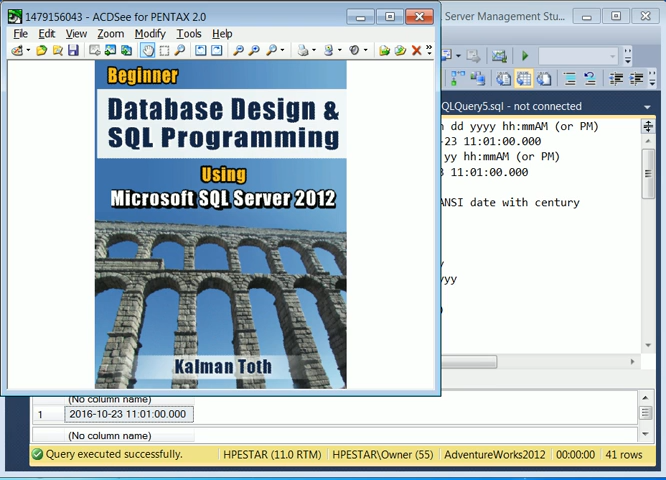 1479156043 - ACDSee for PENTAX 2.0
File Edit View Zoom Modify Tools Help
Beginner
Database Design &
SQL Programming
Using
Microsoft SQL Server 2012
Kalman Toth
Server Management Stu...
QLQuery5.sql - not connected
n dd yyyy hh:mmAM (or PM)
-23 11:01:00.000
yy hh:mmAM (or PM)
3 11:01:00.000
ANSI date with century
y
yyy
)
(No column name)
1 2016-10-23 11:01:00.000
(No column name)
Query executed successfully. HPESTAR (11.0 RTM) HPESTAR\Owner (55) AdventureWorks2012 00:00:00 41 rows